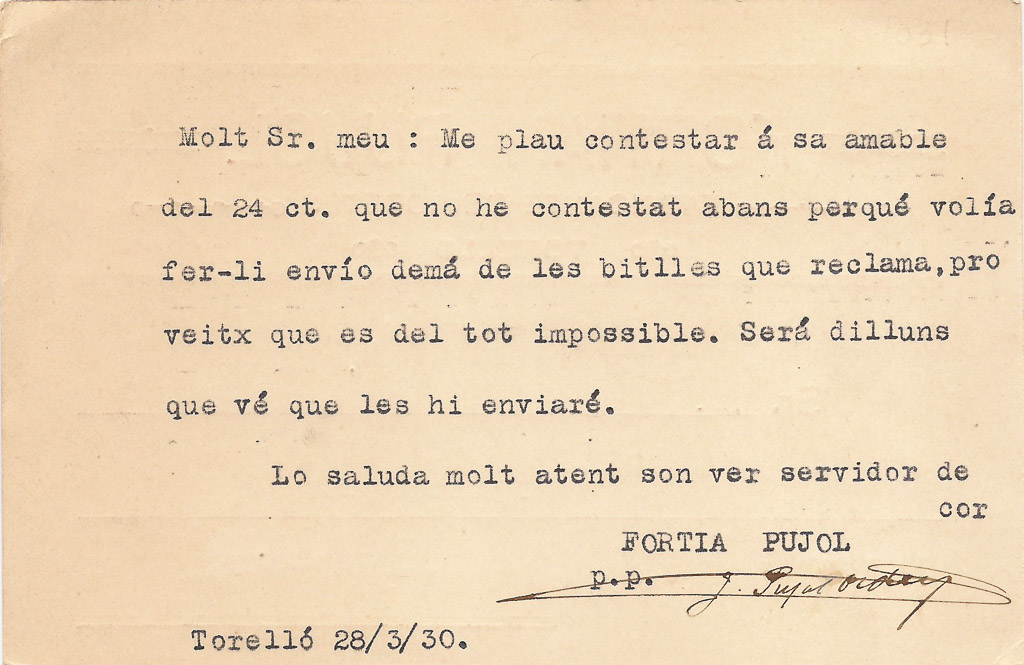 Molt Sr. meu : Me plau contestar á sa amable
del 24 ct. que no he contestat abans perqué volía
fer-li envío demá de les bitlles que reclama,pro
veitx que es del tot impossible. Será dilluns
que vé que les hi enviaré.
Lo saluda molt atent son ver servidor de
cor
FORTIA PUJOL
p.p. J. Pujol
Torelló 28/3/30.